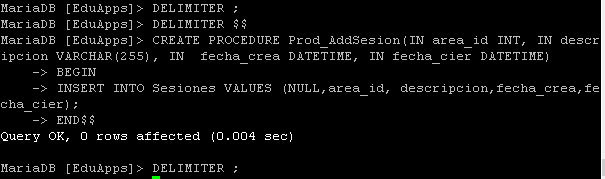 MariaDB [EduApps]> DELIMITER ;
MariaDB [EduApps]> DELIMITER $$
MariaDB [EduApps]> CREATE PROCEDURE Prod_AddSesion(IN area_id INT, IN descr
ipcion VARCHAR(255), IN  fecha_crea DATETIME, IN fecha_cier DATETIME)
    -> BEGIN
    -> INSERT INTO Sesiones VALUES (NULL,area_id, descripcion,fecha_crea,fe
cha_cier);
    -> END$$
Query OK, 0 rows affected (0.004 sec)
MariaDB [EduApps]> DELIMITER ;